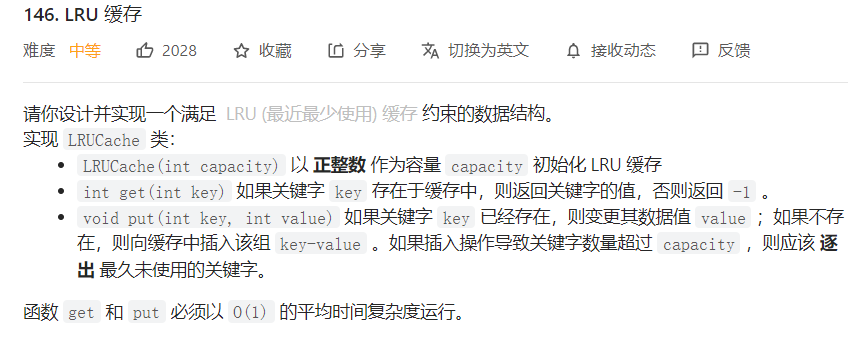 146. LRU 缓存
难度 中等 2028 收藏 分享 切换为英文 接收动态 反馈
请你设计并实现一个满足 LRU (最近最少使用) 缓存 约束的数据结构。
实现 LRUCache 类：
• LRUCache(int capacity) 以 正整数 作为容量 capacity 初始化 LRU 缓存
• int get(int key) 如果关键字 key 存在于缓存中，则返回关键字的值，否则返回 -1 。
• void put(int key, int value) 如果关键字 key 已经存在，则变更其数据值 value ；如果不存
在，则向缓存中插入该组 key-value 。如果插入操作导致关键字数量超过 capacity ，则应该 逐
出 最久未使用的关键字。
函数 get 和 put 必须以 O(1) 的平均时间复杂度运行。